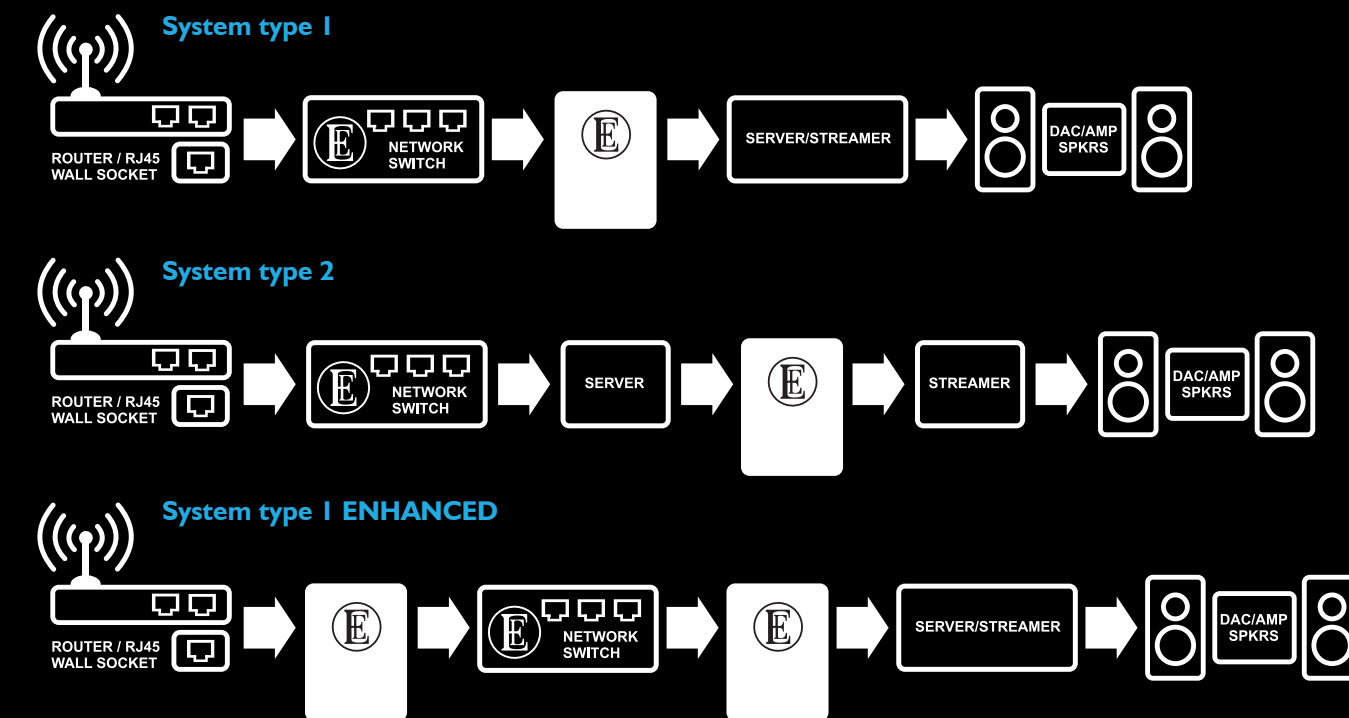 System type 1
ROUTER / RJ45
WALL SOCKET
E
NETWORK
SWITCH
E
SERVER/STREAMER
DAC/AMP
SPKRS
System type 2
ROUTER / RJ45
WALL SOCKET
E
NETWORK
SWITCH
SERVER
E
STREAMER
DAC/AMP
SPKRS
System type 1 ENHANCED
ROUTER / RJ45
WALL SOCKET
E
E
NETWORK
SWITCH
E
SERVER/STREAMER
DAC/AMP
SPKRS